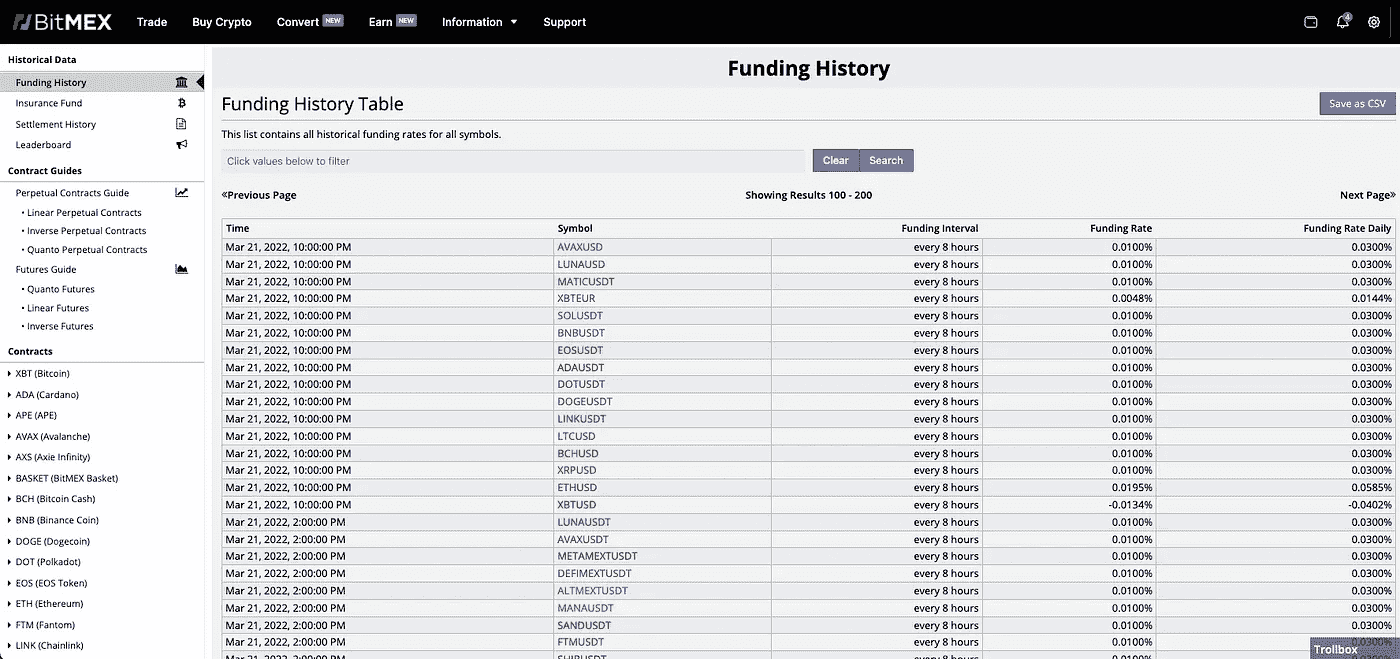 BitMEX Trade Buy Crypto Convert NEW Earn NEW Information Support 4
Historical Data
Funding History
Insurance Fund
Settlement History
Leaderboard
Contract Guides
Perpetual Contracts Guide
• Linear Perpetual Contracts
• Inverse Perpetual Contracts
• Quanto Perpetual Contracts
Futures Guide
• Quanto Futures
• Linear Futures
• Inverse Futures
Contracts
XBT (Bitcoin)
ADA (Cardano)
APE (APE)
AVAX (Avalanche)
AXS (Axie Infinity)
BASKET (BitMEX Basket)
BCH (Bitcoin Cash)
BNB (Binance Coin)
DOGE (Dogecoin)
DOT (Polkadot)
EOS (EOS Token)
ETH (Ethereum)
FTM (Fantom)
LINK (Chainlink)
Funding History
Funding History Table Save as CSV
This list contains all historical funding rates for all symbols.
Click values below to filter Clear Search
«Previous Page Showing Results 100 - 200 Next Page»
Time Symbol Funding Interval Funding Rate Funding Rate Daily
Mar 21, 2022, 10:00:00 PM AVAXUSD every 8 hours 0.0100% 0.0300%
Mar 21, 2022, 10:00:00 PM LUNAUSD every 8 hours 0.0100% 0.0300%
Mar 21, 2022, 10:00:00 PM MATICUSDT every 8 hours 0.0100% 0.0300%
Mar 21, 2022, 10:00:00 PM XBTEUR every 8 hours 0.0048% 0.0144%
Mar 21, 2022, 10:00:00 PM SOLUSDT every 8 hours 0.0100% 0.0300%
Mar 21, 2022, 10:00:00 PM BNBUSDT every 8 hours 0.0100% 0.0300%
Mar 21, 2022, 10:00:00 PM EOSUSDT every 8 hours 0.0100% 0.0300%
Mar 21, 2022, 10:00:00 PM ADAUSDT every 8 hours 0.0100% 0.0300%
Mar 21, 2022, 10:00:00 PM DOTUSDT every 8 hours 0.0100% 0.0300%
Mar 21, 2022, 10:00:00 PM DOGEUSDT every 8 hours 0.0100% 0.0300%
Mar 21, 2022, 10:00:00 PM LINKUSDT every 8 hours 0.0100% 0.0300%
Mar 21, 2022, 10:00:00 PM LTCUSD every 8 hours 0.0100% 0.0300%
Mar 21, 2022, 10:00:00 PM BCHUSD every 8 hours 0.0100% 0.0300%
Mar 21, 2022, 10:00:00 PM XRPUSD every 8 hours 0.0100% 0.0300%
Mar 21, 2022, 10:00:00 PM ETHUSD every 8 hours 0.0195% 0.0585%
Mar 21, 2022, 10:00:00 PM XBTUSD every 8 hours -0.0134% -0.0402%
Mar 21, 2022, 2:00:00 PM LUNAUSDT every 8 hours 0.0100% 0.0300%
Mar 21, 2022, 2:00:00 PM AVAXUSDT every 8 hours 0.0100% 0.0300%
Mar 21, 2022, 2:00:00 PM METAMEXTUSDT every 8 hours 0.0100% 0.0300%
Mar 21, 2022, 2:00:00 PM DEFIMEXTUSDT every 8 hours 0.0100% 0.0300%
Mar 21, 2022, 2:00:00 PM ALTMEXTUSDT every 8 hours 0.0100% 0.0300%
Mar 21, 2022, 2:00:00 PM MANAUSDT every 8 hours 0.0100% 0.0300%
Mar 21, 2022, 2:00:00 PM SANDUSDT every 8 hours 0.0100% 0.0300%
Mar 21, 2022, 2:00:00 PM FTMUSDT every 8 hours 0.0100% 0.0300%
Trollbox